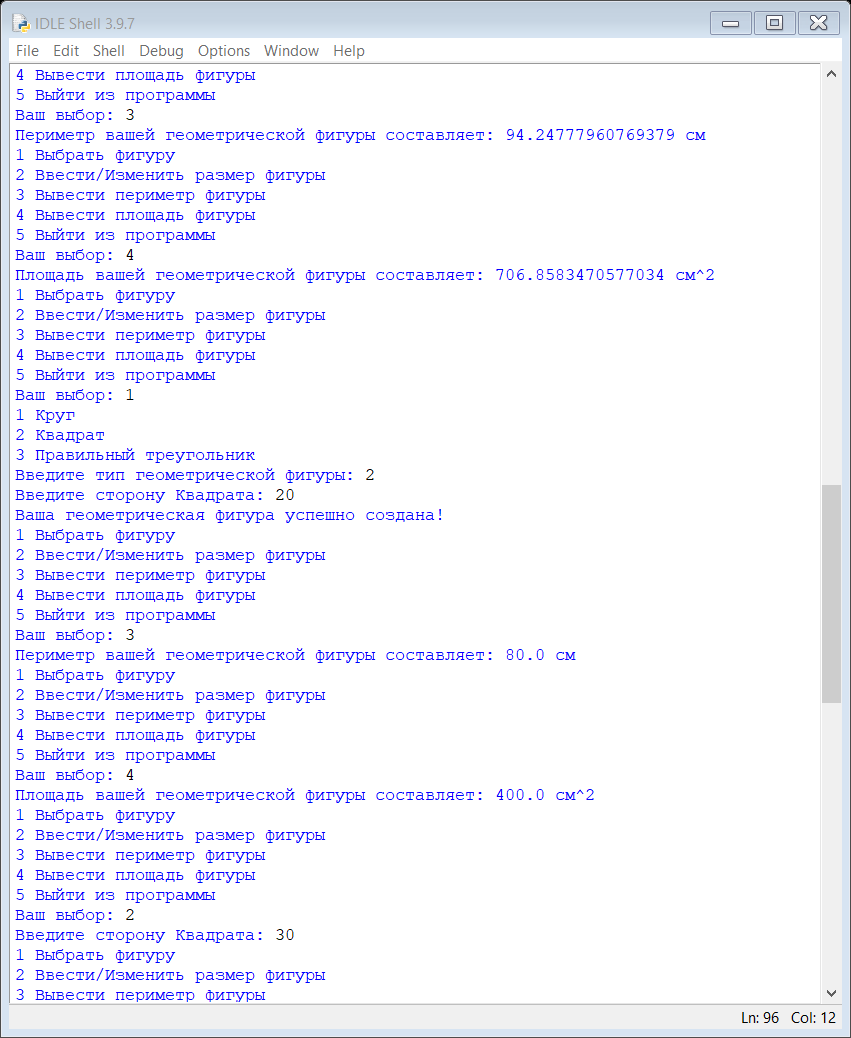 IDLE Shell 3.9.7
File Edit Shell Debug Options Window Help
4 Вывести площадь фигуры
5 Выйти из программы
Ваш выбор: 3
Периметр вашей геометрической фигуры составляет: 94.24777960769379 см
1 Выбрать фигуру
2 Ввести/Изменить размер фигуры
3 Вывести периметр фигуры
4 Вывести площадь фигуры
5 Выйти из программы
Ваш выбор: 4
Площадь вашей геометрической фигуры составляет: 706.8583470577034 см^2
1 Выбрать фигуру
2 Ввести/Изменить размер фигуры
3 Вывести периметр фигуры
4 Вывести площадь фигуры
5 Выйти из программы
Ваш выбор: 1
1 Круг
2 Квадрат
3 Правильный треугольник
Введите тип геометрической фигуры: 2
Введите сторону Квадрата: 20
Ваша геометрическая фигура успешно создана!
1 Выбрать фигуру
2 Ввести/Изменить размер фигуры
3 Вывести периметр фигуры
4 Вывести площадь фигуры
5 Выйти из программы
Ваш выбор: 3
Периметр вашей геометрической фигуры составляет: 80.0 см
1 Выбрать фигуру
2 Ввести/Изменить размер фигуры
3 Вывести периметр фигуры
4 Вывести площадь фигуры
5 Выйти из программы
Ваш выбор: 4
Площадь вашей геометрической фигуры составляет: 400.0 см^2
1 Выбрать фигуру
2 Ввести/Изменить размер фигуры
3 Вывести периметр фигуры
4 Вывести площадь фигуры
5 Выйти из программы
Ваш выбор: 2
Введите сторону Квадрата: 30
1 Выбрать фигуру
2 Ввести/Изменить размер фигуры
3 Вывести периметр фигуры
Ln: 96 Col: 12